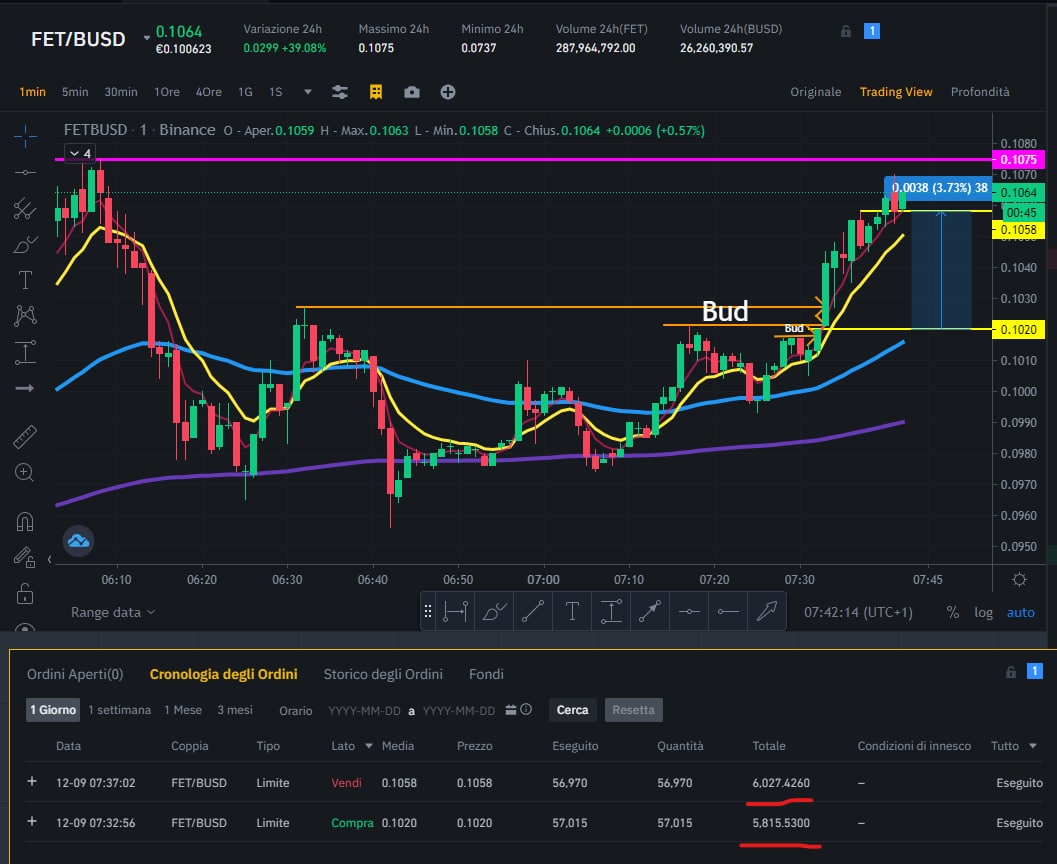 FET/BUSD
0.1064
€0.100623
Variazione 24h
0.0299 +39.08%
Massimo 24h
0.1075
Minimo 24h
0.0737
Volume 24h(FET)
287,964,792.00
Volume 24h(BUSD)
26,260,390.57
1
1min 5min 30min 1Ore 4Ore 1G 1S
Originale Trading View Profondità
FETBUSD · 1 · Binance O - Aper.0.1059 H - Max.0.1063 L - Min.0.1058 C - Chius.0.1064 +0.0006 (+0.57%)
4
0.1080
0.1075
0.1070
0.0038 (3.73%) 38
0.1064
00:45
0.1058
0.1040
0.1030
Bud
Bud
0.1020
0.1010
0.1000
0.0990
0.0980
0.0970
0.0960
0.0950
06:10 06:20 06:30 06:40 06:50 07:00 07:10 07:20 07:30 07:45
Range data
07:42:14 (UTC+1) % log auto
Ordini Aperti(0) Cronologia degli Ordini Storico degli Ordini Fondi
1
1 Giorno 1 settimana 1 Mese 3 mesi Orario YYYY-MM-DD a YYYY-MM-DD Cerca Resetta
Data Coppia Tipo Lato Media Prezzo Eseguito Quantità Totale Condizioni di innesco Tutto
+ 12-09 07:37:02 FET/BUSD Limite Vendi 0.1058 0.1058 56,970 56,970 6,027.4260 – Eseguito
+ 12-09 07:32:56 FET/BUSD Limite Compra 0.1020 0.1020 57,015 57,015 5,815.5300 – Eseguito